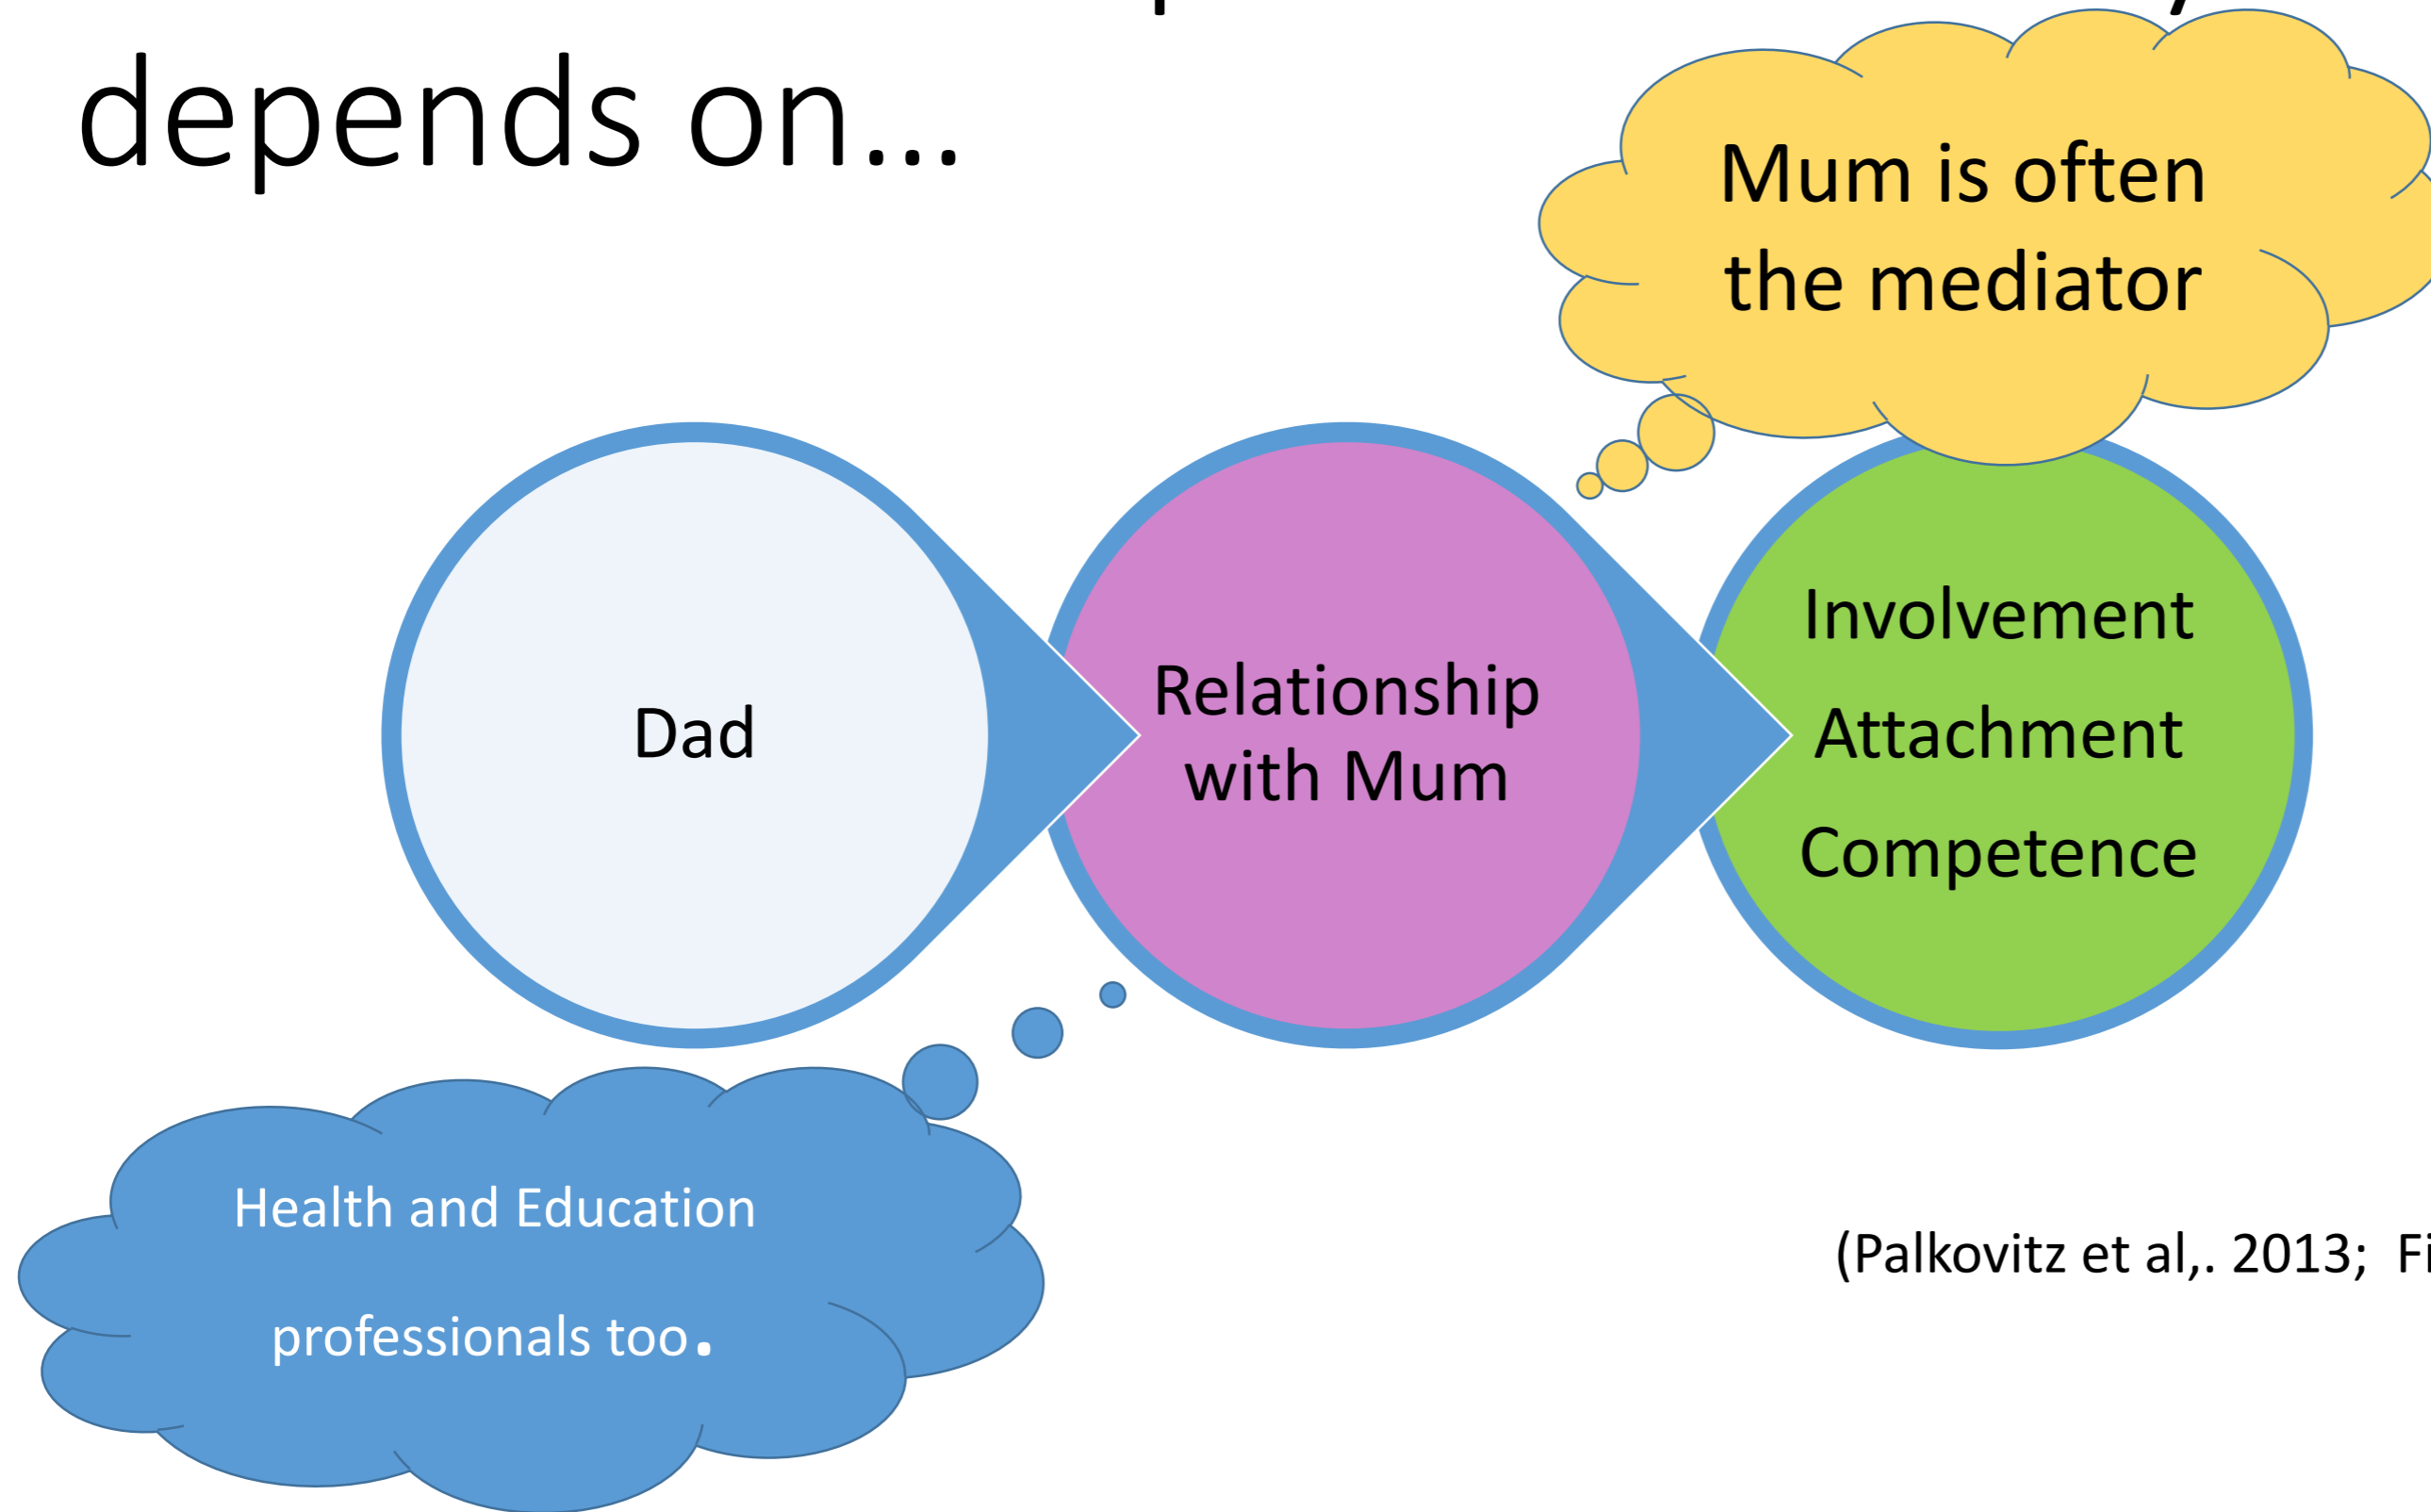 depends on...
Mum is often
the mediator
Dad
Relationship
with Mum
Involvement
Attachment
Competence
Health and Education
professionals too.
(Palkovitz et al,. 2013;